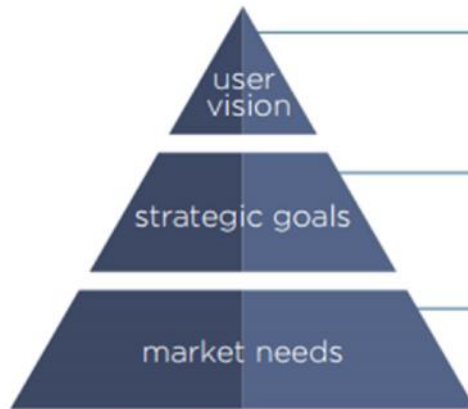 user
vision
strategic goals
market needs